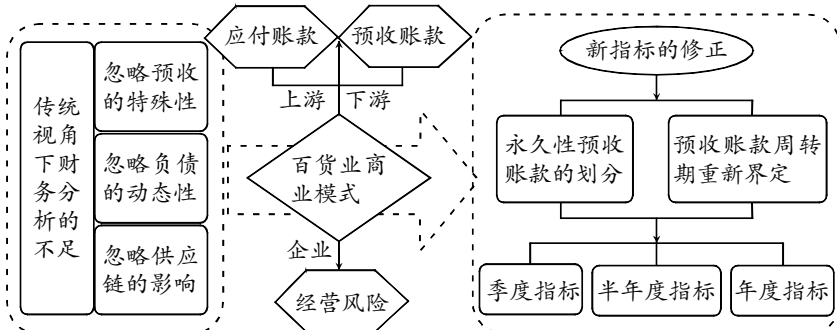 传统
视角
下财
务分
析的
不足
忽略预收
的特殊性
忽略负债
的动态性
忽略供应
链的影响
应付账款
预收账款
上游
下游
百货业商
业模式
企业
经营风险
新指标的修正
永久性预收
账款的划分
预收账款周转
期重新界定
季度指标
半年度指标
年度指标